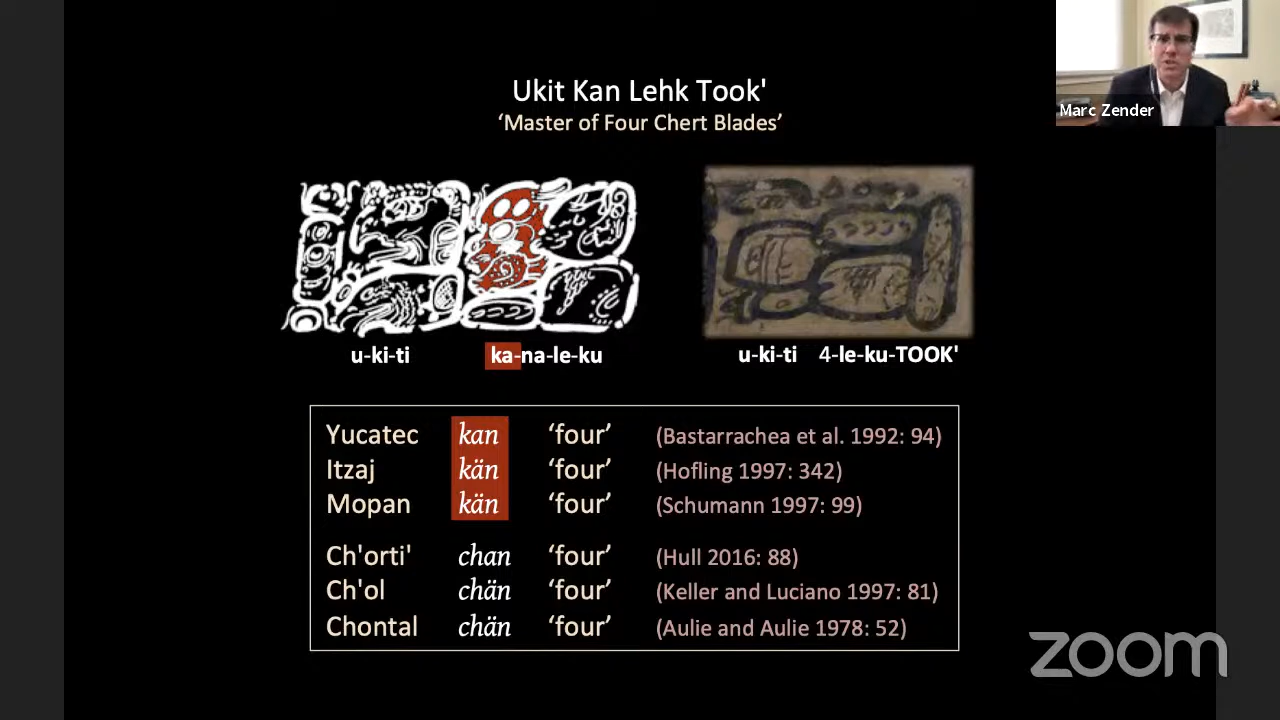 Ukit Kan Lehk Took'
‘Master of Four Chert Blades’
Marc Zender
u-ki-ti ka-na-le-ku
u-ki-ti 4-le-ku-TOOK'
Yucatec kan ‘four’ (Bastarrachea et al. 1992: 94)
Itzaj kän ‘four’ (Hofling 1997: 342)
Mopan kän ‘four’ (Schumann 1997: 99)
Ch'orti' chan ‘four’ (Hull 2016: 88)
Ch'ol chän ‘four’ (Keller and Luciano 1997: 81)
Chontal chän ‘four’ (Aulie and Aulie 1978: 52)
zoom